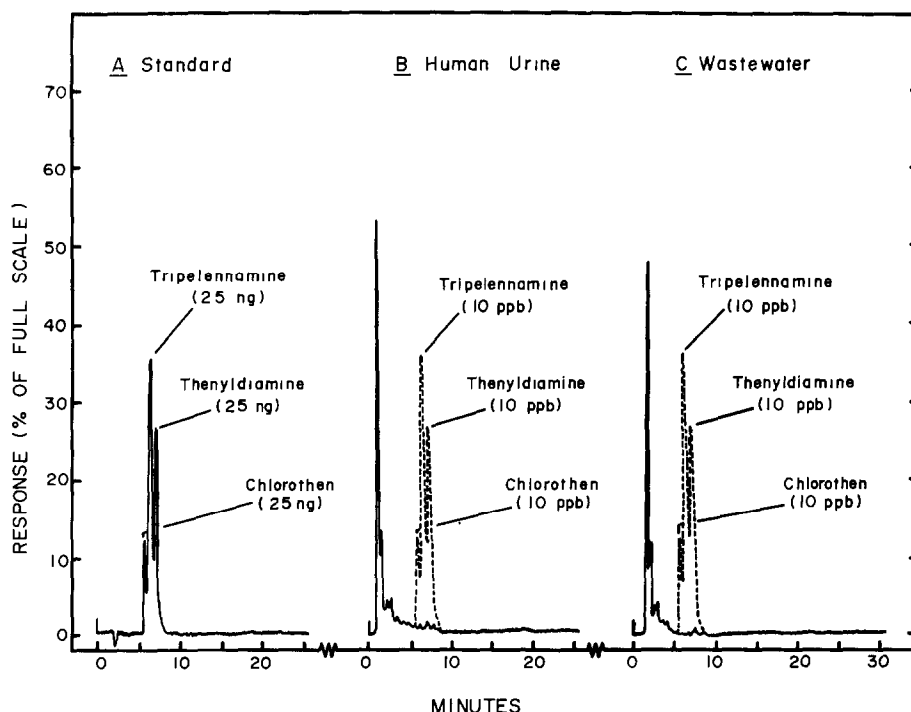 A Standard
B Human Urine
C Wastewater
70
60
50
40
30
20
10
0
RESPONSE (% OF FULL SCALE)
Tripelennamine
(25 ng)
Thenyldiamine
(25 ng)
Chlorothen
(25 ng)
Tripelennamine
(10 ppb)
Thenyldiamine
(10 ppb)
Chlorothen
(10 ppb)
Tripelennamine
(10 ppb)
Thenyldiamine
(10 ppb)
Chlorothen
(10 ppb)
0 10 20
0 10 20
0 10 20 30
MINUTES